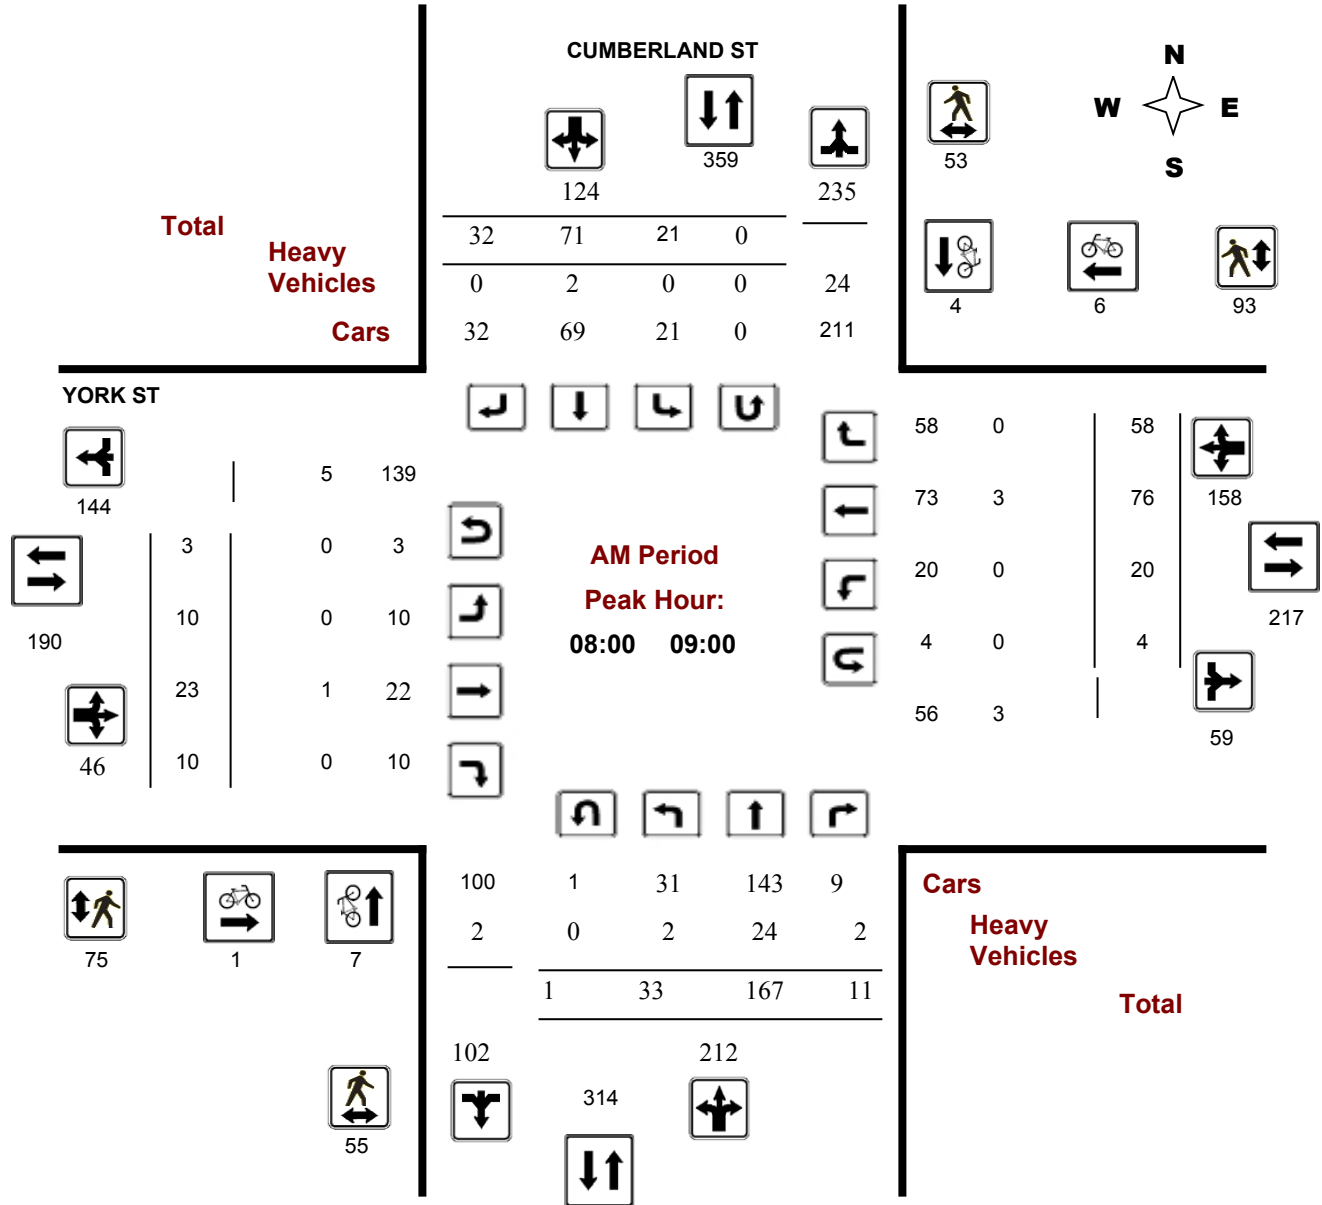 CUMBERLAND ST
N
W E
S
359
53
124 235
Total 32 71 21 0
Heavy
Vehicles 0 2 0 0 24
Cars 32 69 21 0 211
4 6 93
YORK ST
58 0 58
144 5 139
73 3 76 158
3 0 3
AM Period
20 0 20
Peak Hour:
10 0 10
217
190
08:00 09:00
4 0 4
23 1 22
56 3
59
46 10 0 10
100 1 31 143 9 Cars
2 0 2 24 2 Heavy
Vehicles
75 1 7
1 33 167 11
Total
102 212
314
55